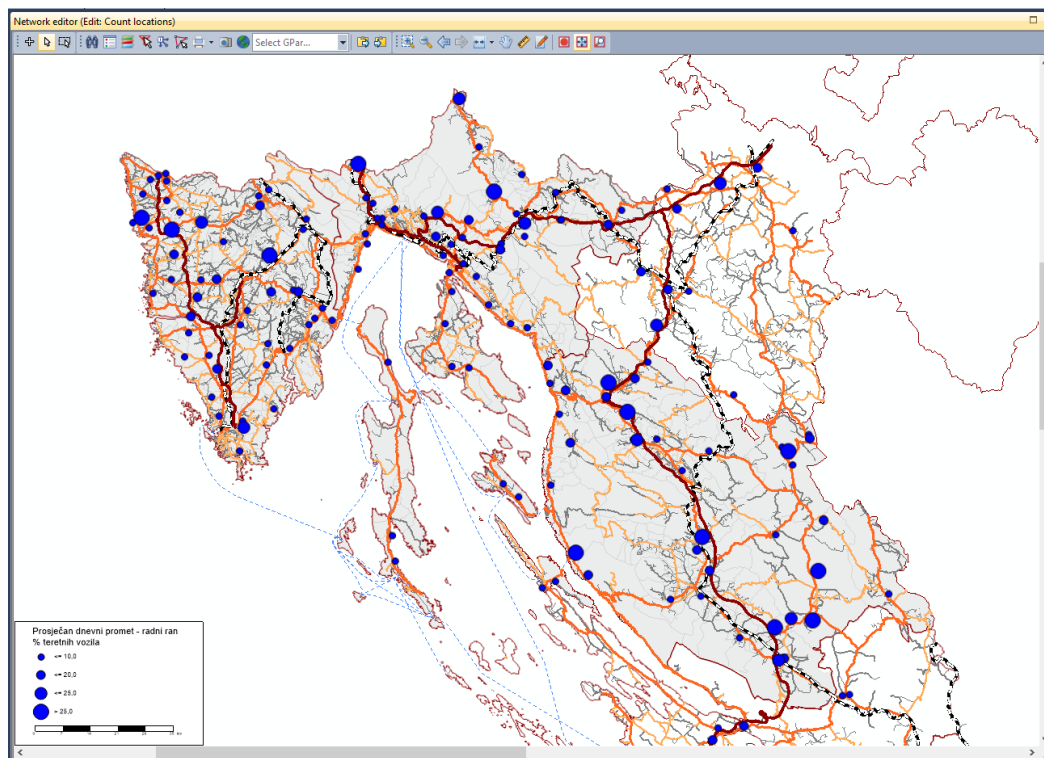 Network editor (Edit: Count locations)
Select GPar...
Prosječan dnevni promet - radni ran
% teretnih vozila
<= 10,0
<= 20,0
<= 25,0
> 25,0